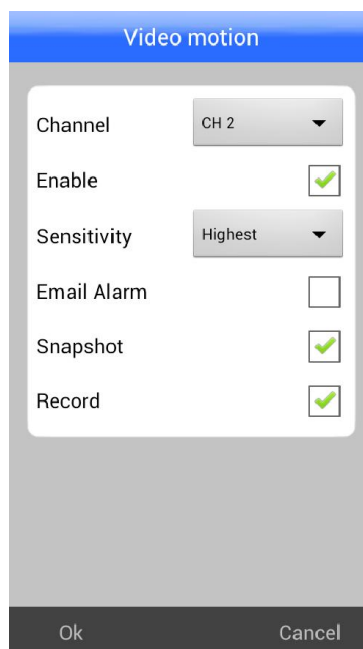 Video motion
Channel CH 2
Enable
Sensitivity Highest
Email Alarm
Snapshot
Record
Ok Cancel